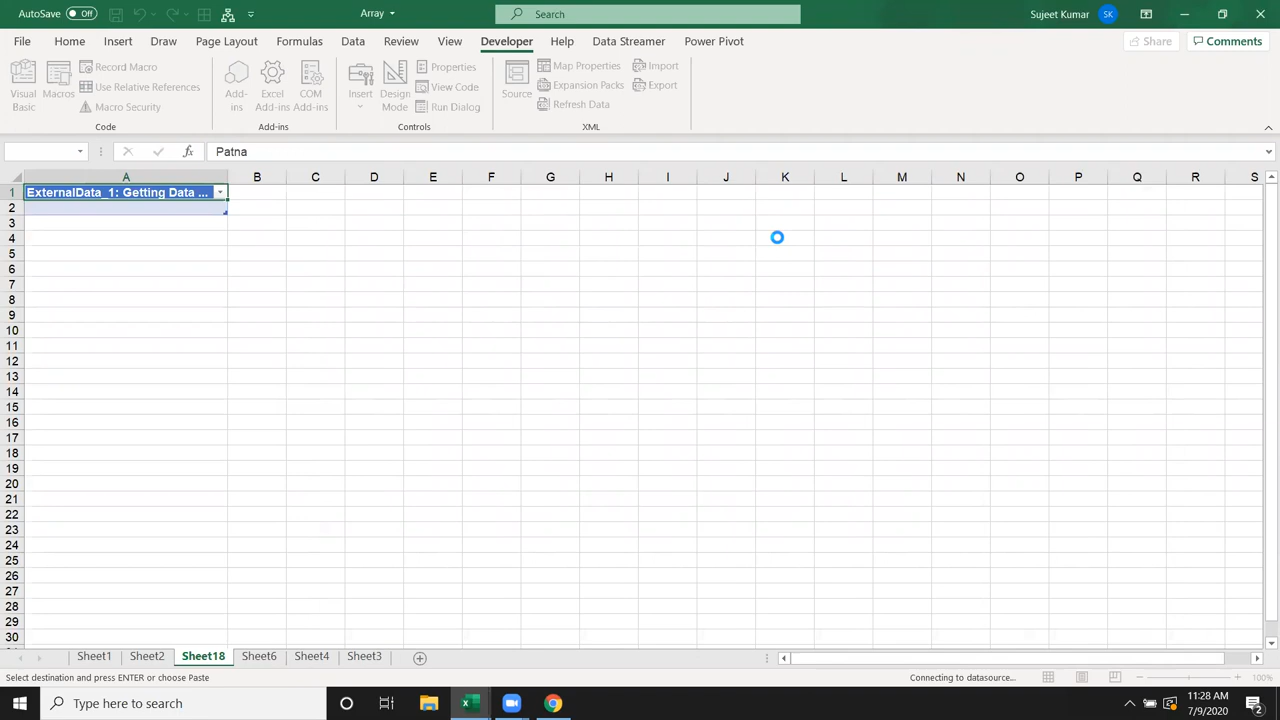 AutoSave Off Array Search Sujeet Kumar SK
File Home Insert Draw Page Layout Formulas Data Review View Developer Help Data Streamer Power Pivot Share Comments
Visual Basic Macros Record Macro Use Relative References Macro Security Code
Add-ins Excel Add-ins COM Add-ins Add-ins
Insert Design Mode Properties View Code Run Dialog Controls
Source Map Properties Expansion Packs Refresh Data Import Export XML
fx Patna
A B C D E F G H I J K L M N O P Q R S
1 ExternalData_1: Getting Data ...
2
3
4
5
6
7
8
9
10
11
12
13
14
15
16
17
18
19
20
21
22
23
24
25
26
27
28
29
30
Sheet1 Sheet2 Sheet18 Sheet6 Sheet4 Sheet3
Select destination and press ENTER or choose Paste Connecting to datasource... 100%
Type here to search 11:28 AM
7/9/2020